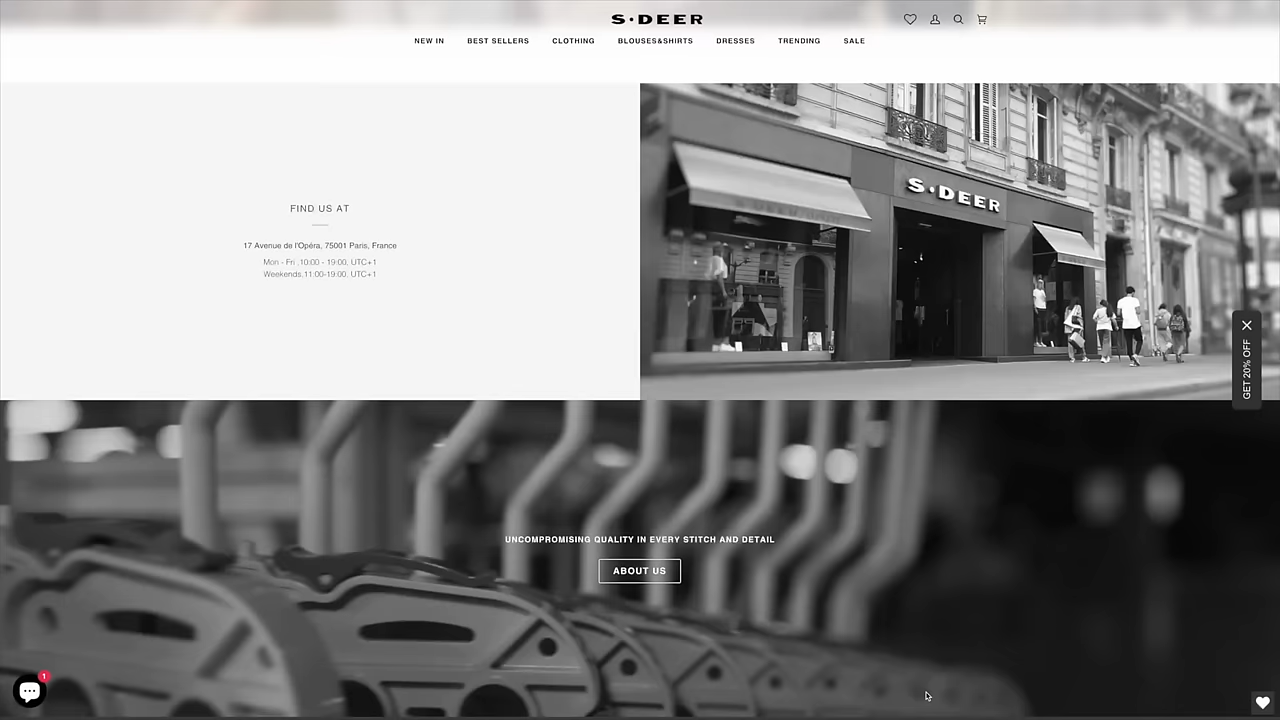 S·DEER
NEW IN BEST SELLERS CLOTHING BLOUSES&SHIRTS DRESSES TRENDING SALE
FIND US AT
17 Avenue de l'Opéra, 75001 Paris, France
Mon - Fri ,10:00 - 19:00, UTC+1
Weekends,11:00-19:00, UTC+1
S·DEER
GET 20% OFF
UNCOMPROMISING QUALITY IN EVERY STITCH AND DETAIL
ABOUT US
1